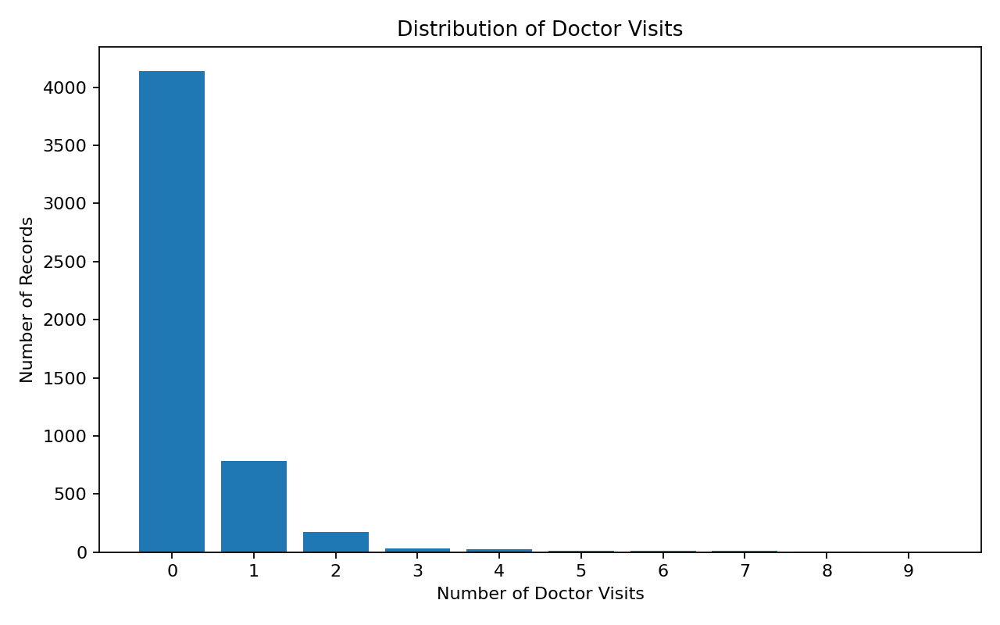 Distribution of Doctor Visits
Number of Records
4000
3500
3000
2500
2000
1500
1000
500
0
0 1 2 3 4 5 6 7 8 9
Number of Doctor Visits